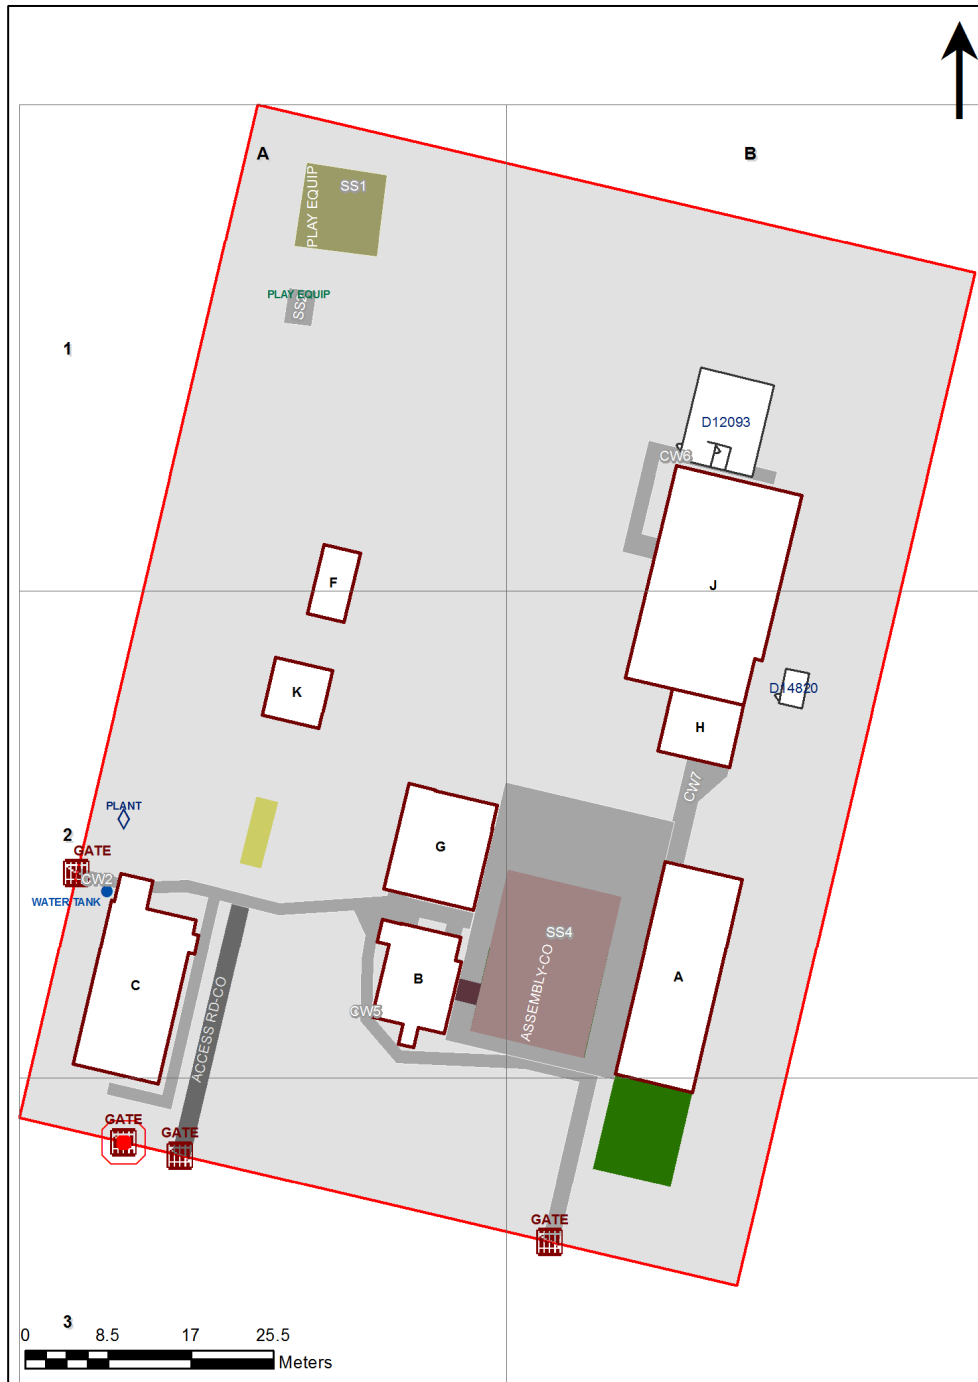 A
B
PLAY EQUIP
SS1
PLAY EQUIP
1
D12093
CW6
F
J
K
D14820
H
CW7
PLANT
2
GATE
CW2
WATER TANK
G
SS4
ASSEMBLY-CO
C
B
A
CW5
ACCESS RD-CO
GATE
GATE
GATE
3
0 8.5 17 25.5
Meters